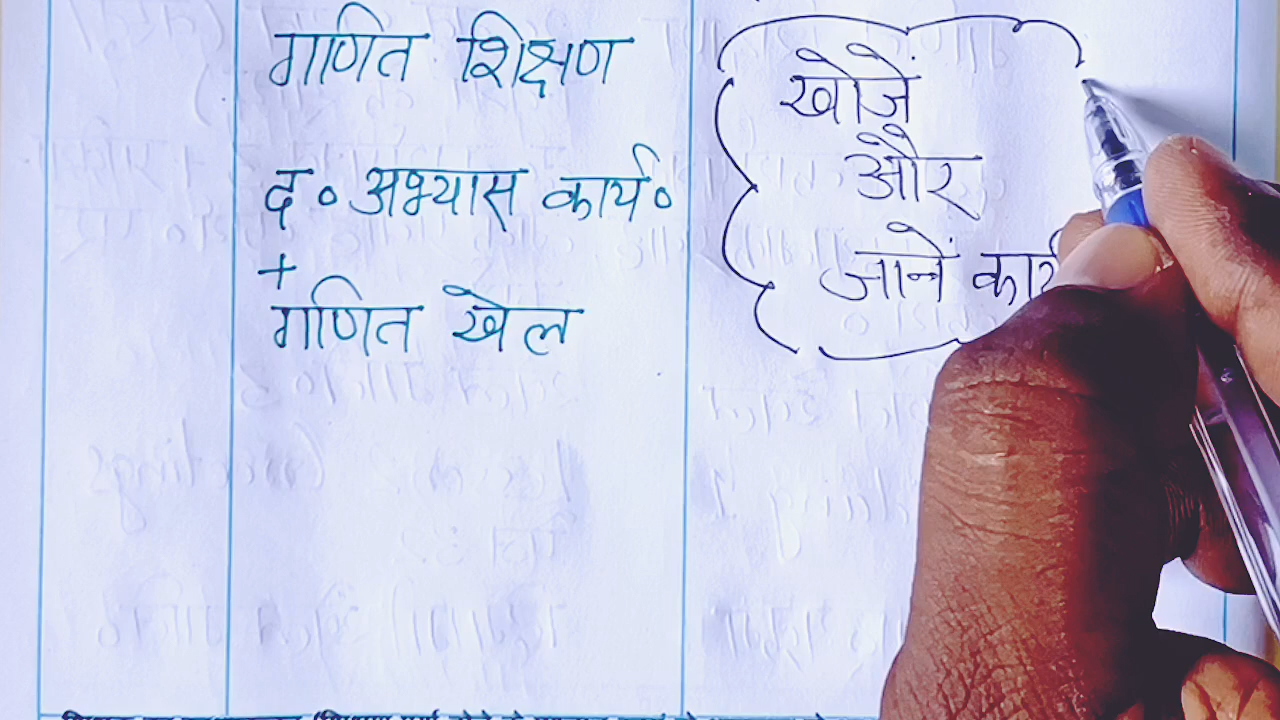 गणित शिक्षण
द॰ अभ्यास कार्य॰
+
गणित खेल
खोजें
और
जानें